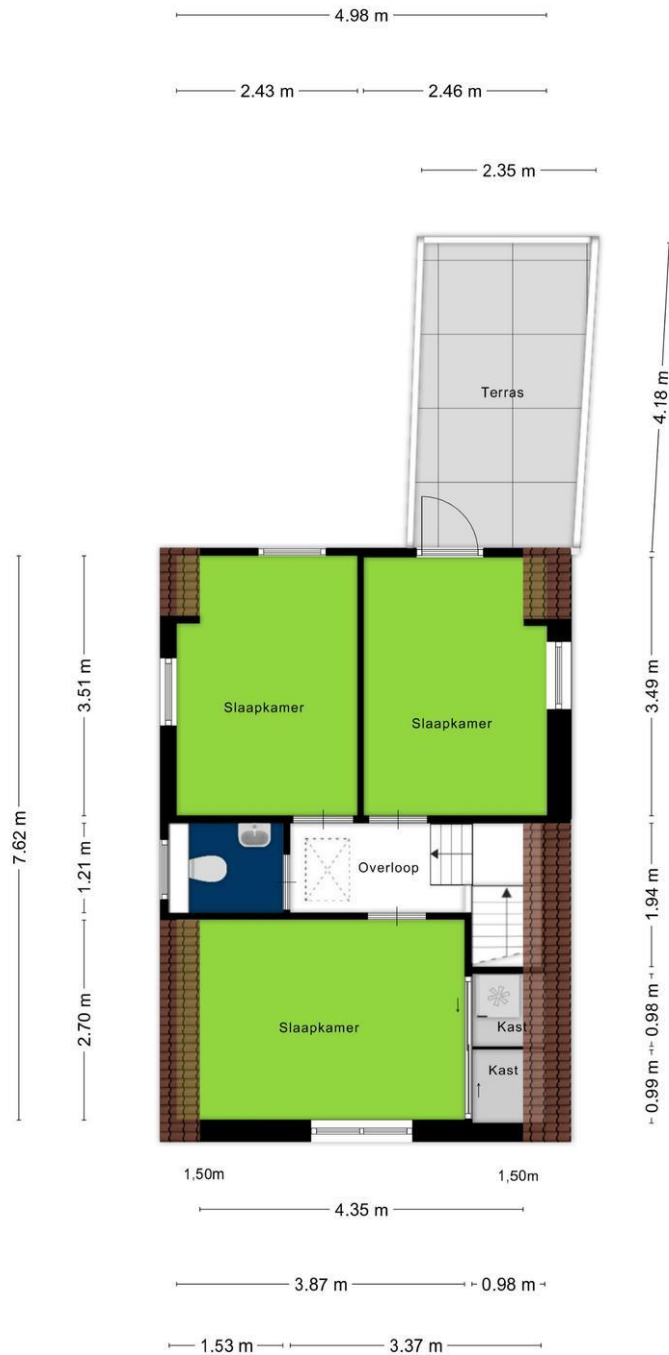 4.98 m
2.43 m
2.46 m
2.35 m
Terras
4.18 m
3.51 m
3.49 m
Slaapkamer
Slaapkamer
7.62 m
1.21 m
Overloop
1.94 m
2.70 m
Slaapkamer
Kast
0.98 m
Kast
0.99 m
1,50m
1,50m
4.35 m
3.87 m
0.98 m
1.53 m
3.37 m